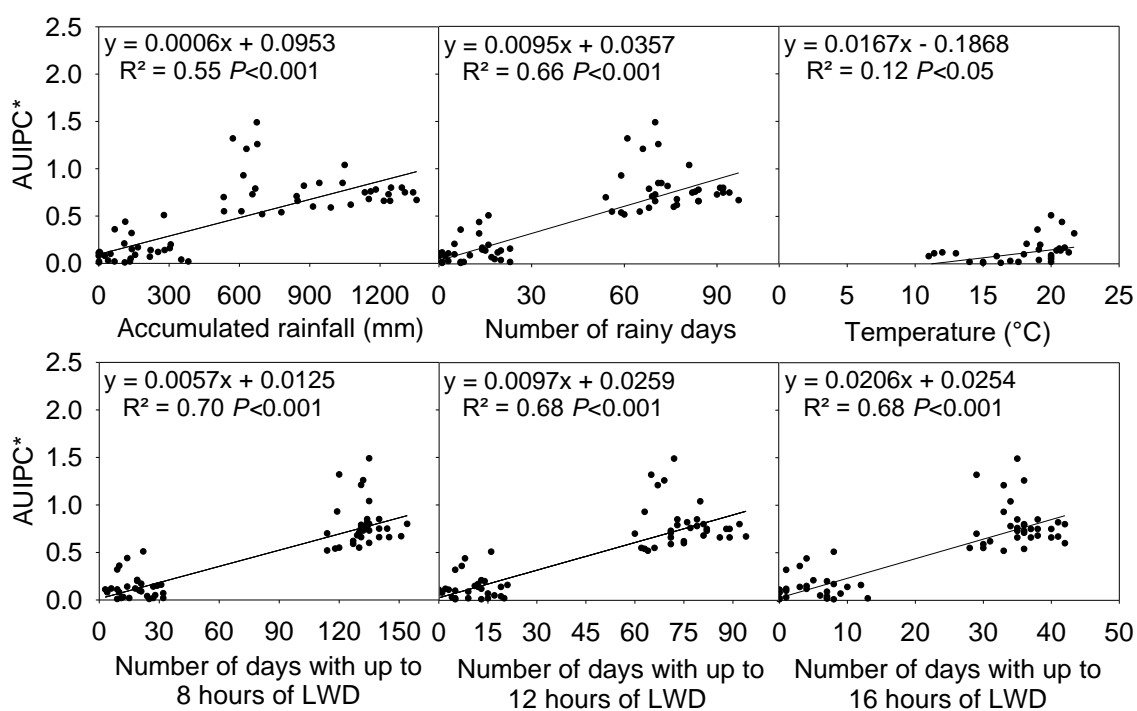 y = 0.0006x + 0.0953
R² = 0.55 P<0.001
y = 0.0095x + 0.0357
R² = 0.66 P<0.001
y = 0.0167x - 0.1868
R² = 0.12 P<0.05
AUIPC*
2.5
2.0
1.5
1.0
0.5
0.0
0 300 600 900 1200
0 30 60 90
0 5 10 15 20 25
Accumulated rainfall (mm)
Number of rainy days
Temperature (°C)
y = 0.0057x + 0.0125
R² = 0.70 P<0.001
y = 0.0097x + 0.0259
R² = 0.68 P<0.001
y = 0.0206x + 0.0254
R² = 0.68 P<0.001
AUIPC*
2.5
2.0
1.5
1.0
0.5
0.0
0 30 60 90 120 150
0 15 30 45 60 75 90
0 10 20 30 40 50
Number of days with up to
8 hours of LWD
Number of days with up to
12 hours of LWD
Number of days with up to
16 hours of LWD